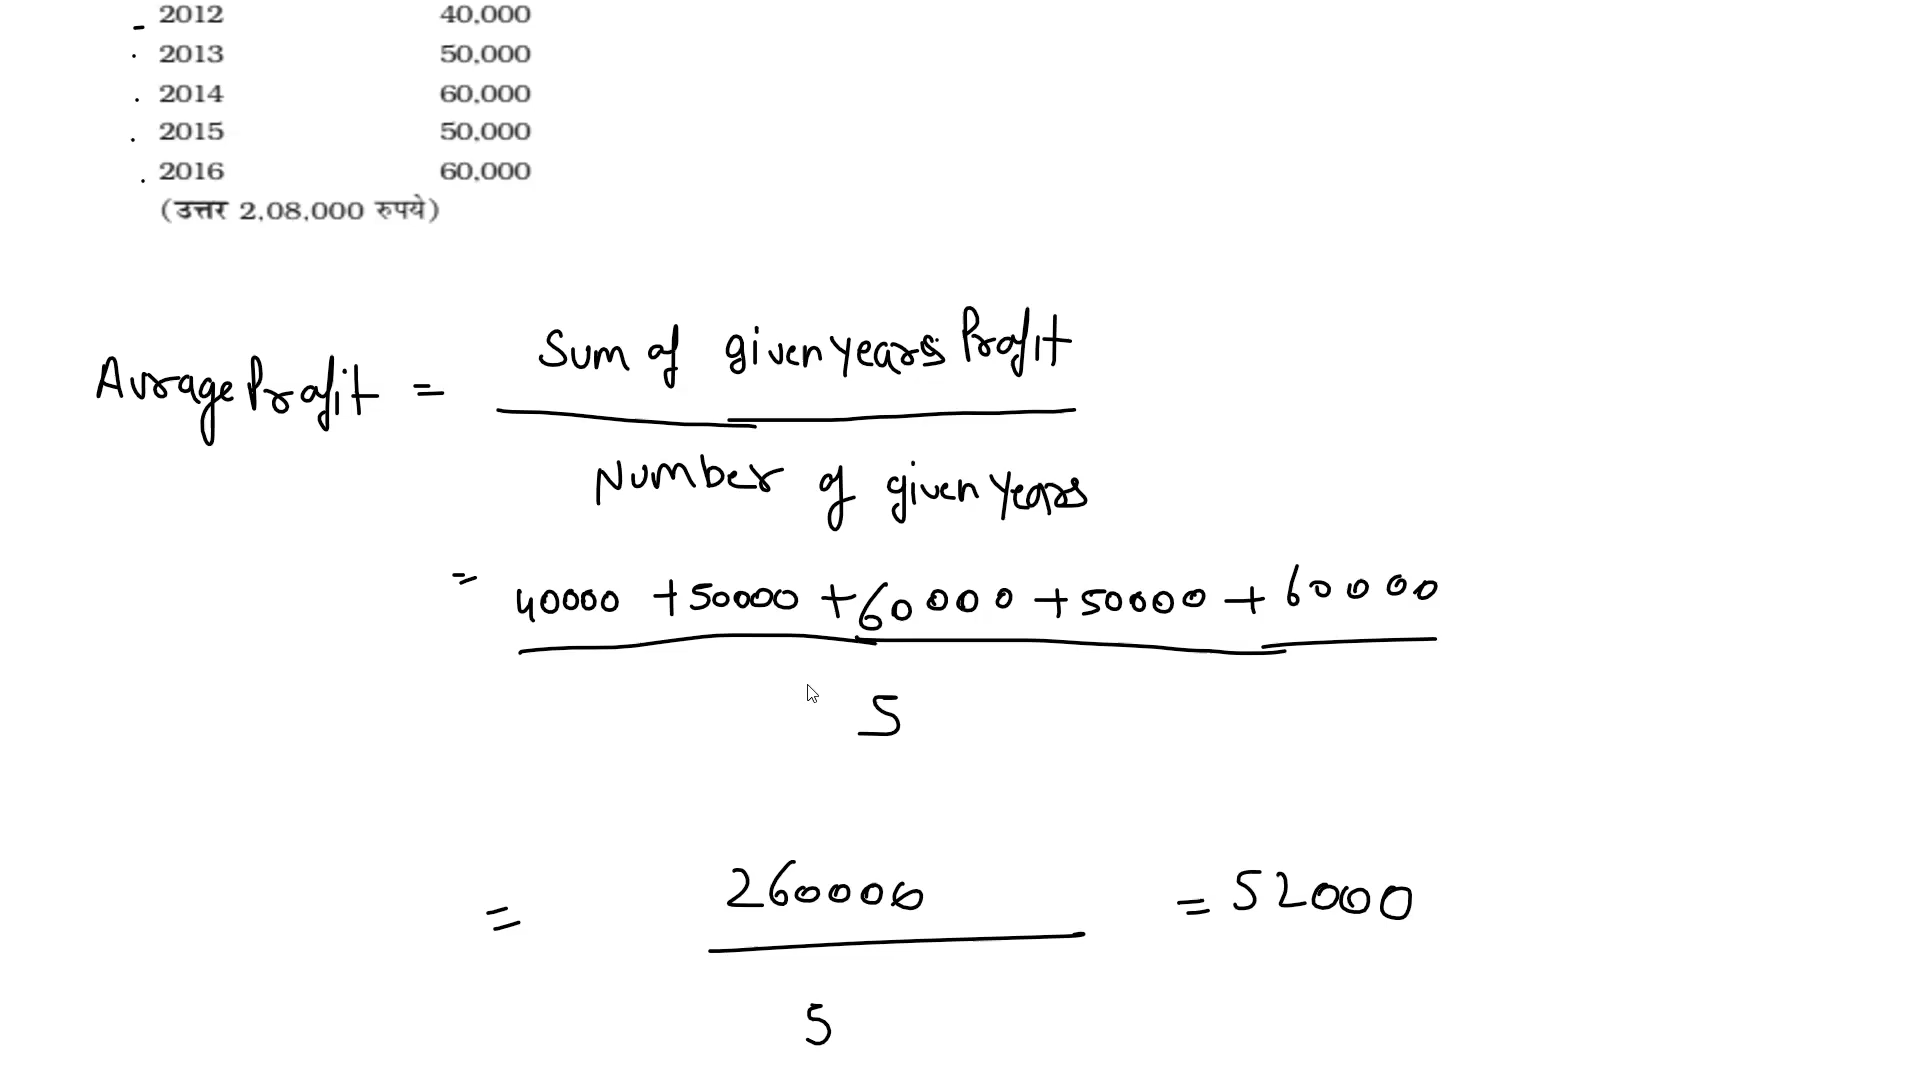 2012 40,000
2013 50,000
2014 60,000
2015 50,000
2016 60,000
(उत्तर 2,08,000 रुपये)
Avrage Profit = Sum of given years Profit
Number of given years
= 40000 + 50000 + 60000 + 50000 + 60000
5
= 260000 = 52000
5